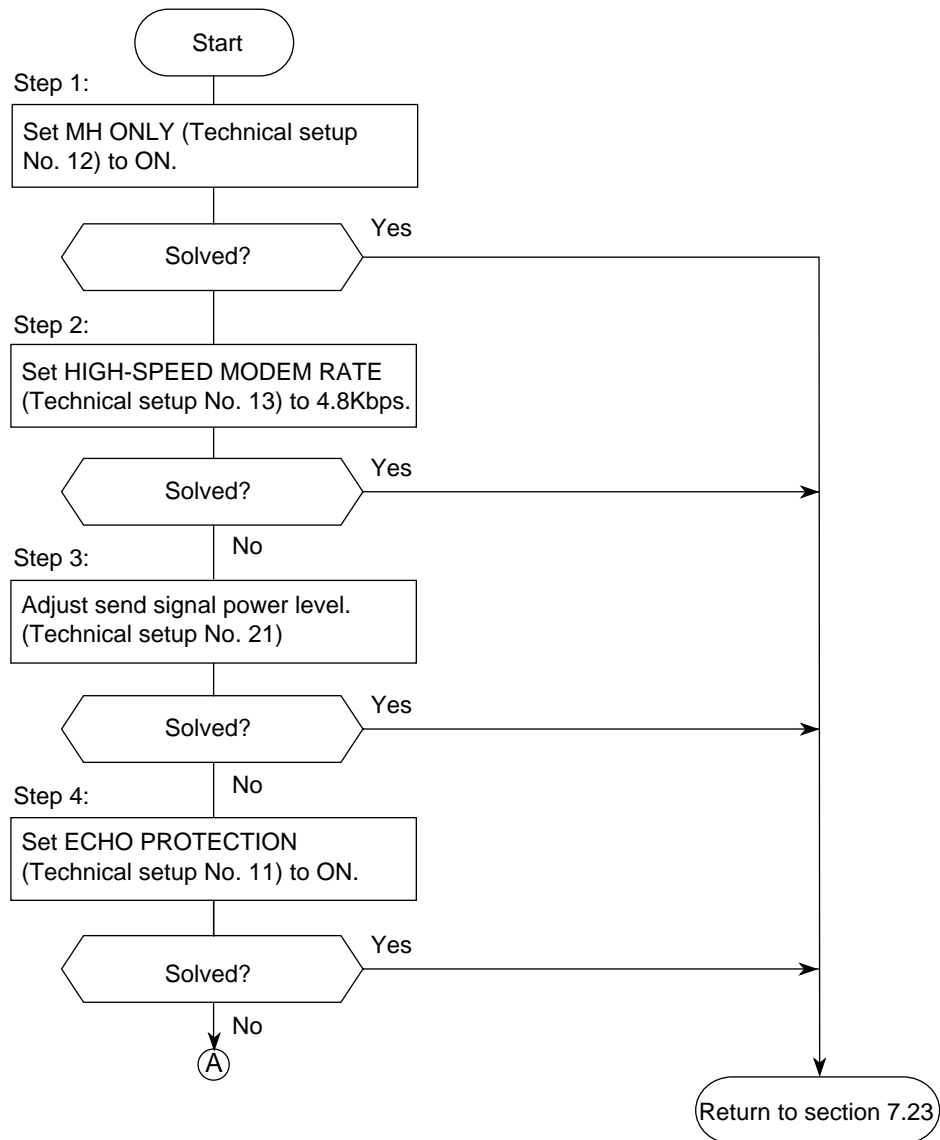 Start
Step 1:
Set MH ONLY (Technical setup
No. 12) to ON.
Yes
Solved?
Step 2:
Set HIGH-SPEED MODEM RATE
(Technical setup No. 13) to 4.8Kbps.
Yes
Solved?
No
Step 3:
Adjust send signal power level.
(Technical setup No. 21)
Yes
Solved?
No
Step 4:
Set ECHO PROTECTION
(Technical setup No. 11) to ON.
Yes
Solved?
No
A
Return to section 7.23